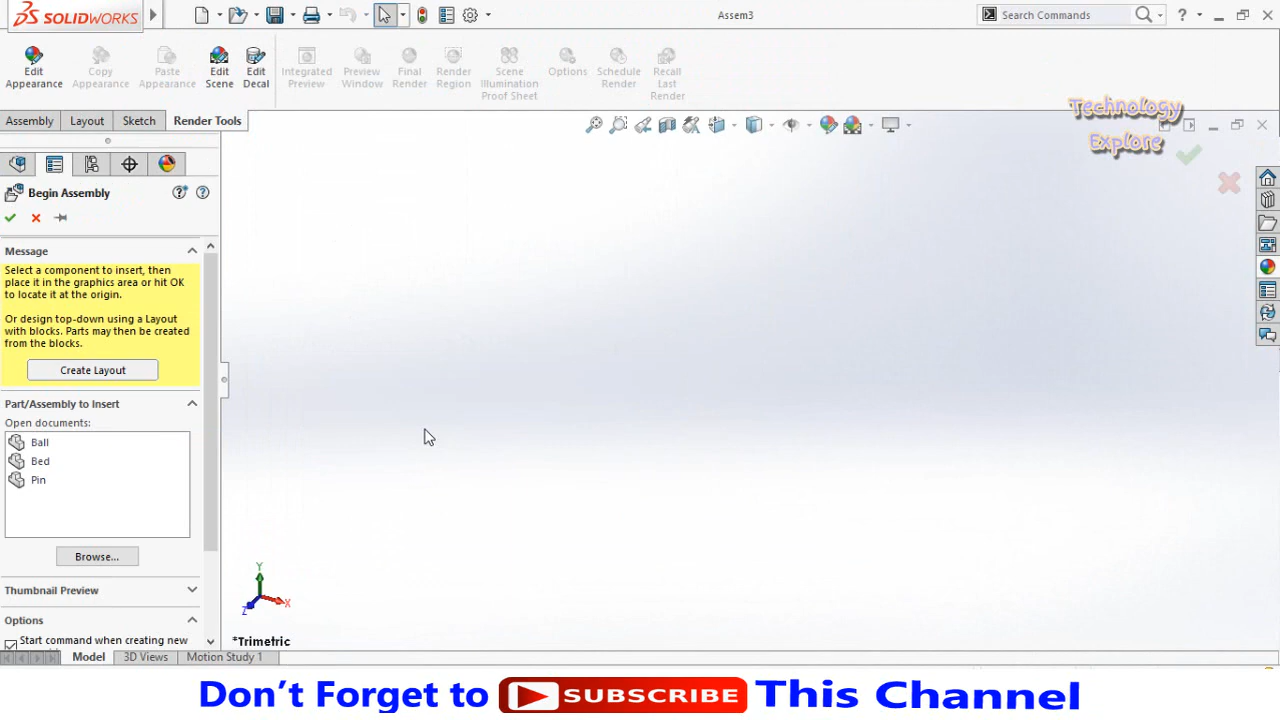 SOLIDWORKS
Assem3
Search Commands
Edit Appearance
Copy Appearance
Paste Appearance
Edit Scene
Edit Decal
Integrated Preview
Preview Window
Final Render
Render Region
Scene Illumination Proof Sheet
Options
Schedule Render
Recall Last Render
Assembly
Layout
Sketch
Render Tools
Technology
Explore
Begin Assembly
Message
Select a component to insert, then
place it in the graphics area or hit OK
to locate it at the origin.
Or design top-down using a Layout
with blocks. Parts may then be created
from the blocks.
Create Layout
Part/Assembly to Insert
Open documents:
Ball
Bed
Pin
Browse...
Thumbnail Preview
Options
Start command when creating new
Y
X
Z
*Trimetric
Model
3D Views
Motion Study 1
Don't Forget to SUBSCRIBE This Channel